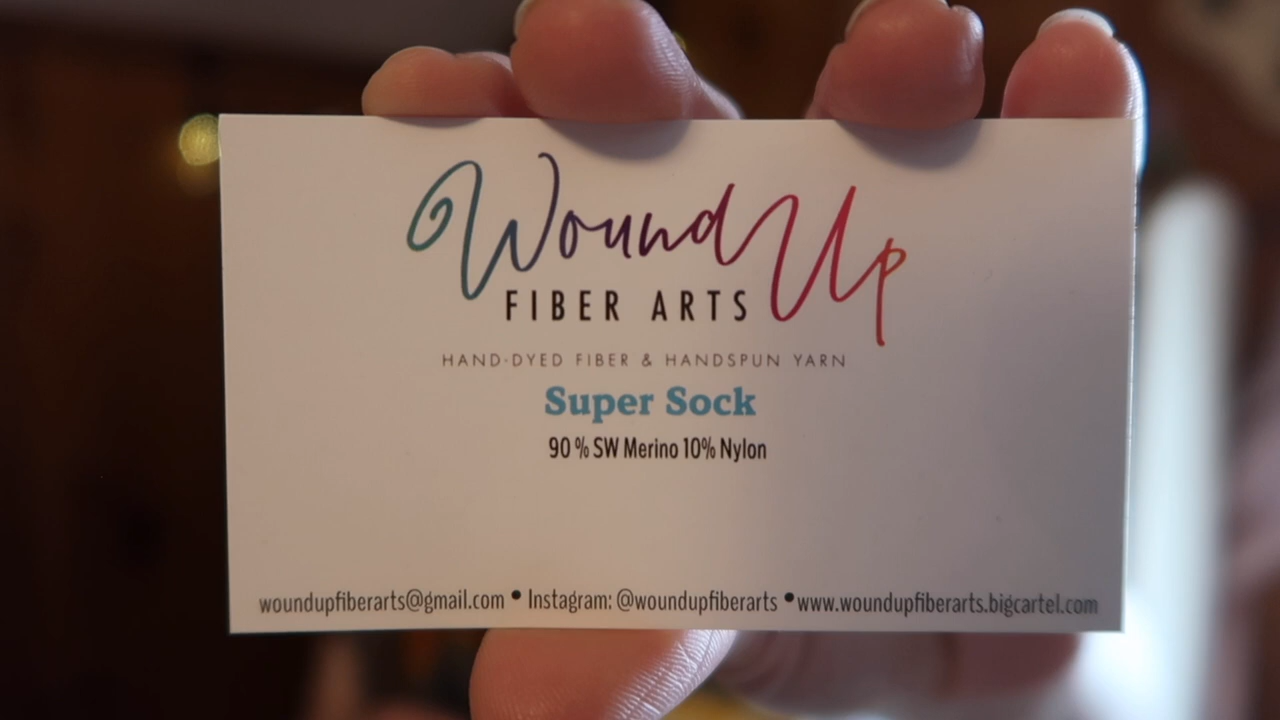 Wound Up
FIBER ARTS
HAND-DYED FIBER & HANDSPUN YARN
Super Sock
90 % SW Merino 10% Nylon
woundupfiberarts@gmail.com • Instagram: @woundupfiberarts • www.woundupfiberarts.bigcartel.com